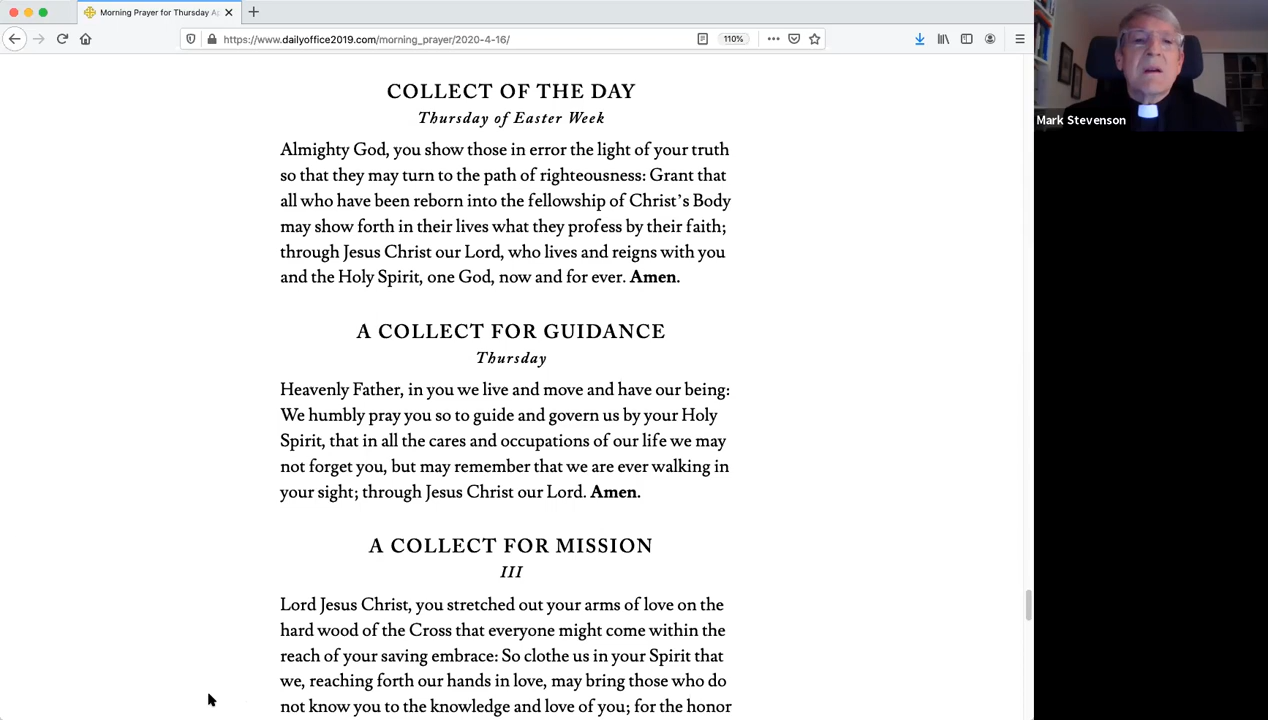 Morning Prayer for Thursday A
https://www.dailyoffice2019.com/morning_prayer/2020-4-16/
110%
Mark Stevenson
COLLECT OF THE DAY
Thursday of Easter Week
Almighty God, you show those in error the light of your truth
so that they may turn to the path of righteousness: Grant that
all who have been reborn into the fellowship of Christ’s Body
may show forth in their lives what they profess by their faith;
through Jesus Christ our Lord, who lives and reigns with you
and the Holy Spirit, one God, now and for ever. Amen.
A COLLECT FOR GUIDANCE
Thursday
Heavenly Father, in you we live and move and have our being:
We humbly pray you so to guide and govern us by your Holy
Spirit, that in all the cares and occupations of our life we may
not forget you, but may remember that we are ever walking in
your sight; through Jesus Christ our Lord. Amen.
A COLLECT FOR MISSION
III
Lord Jesus Christ, you stretched out your arms of love on the
hard wood of the Cross that everyone might come within the
reach of your saving embrace: So clothe us in your Spirit that
we, reaching forth our hands in love, may bring those who do
not know you to the knowledge and love of you; for the honor